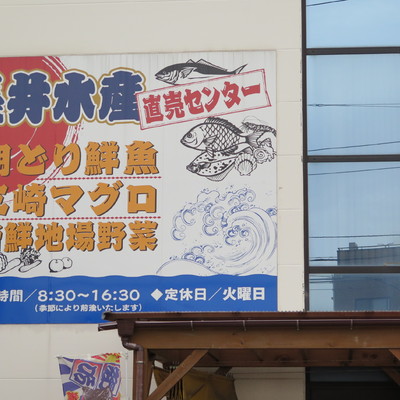 井水産
直売センター
とり鮮魚
崎マグロ
鮮地場野菜
時間／8:30〜16:30 ◆定休日／火曜日
(季節により前後いたします)